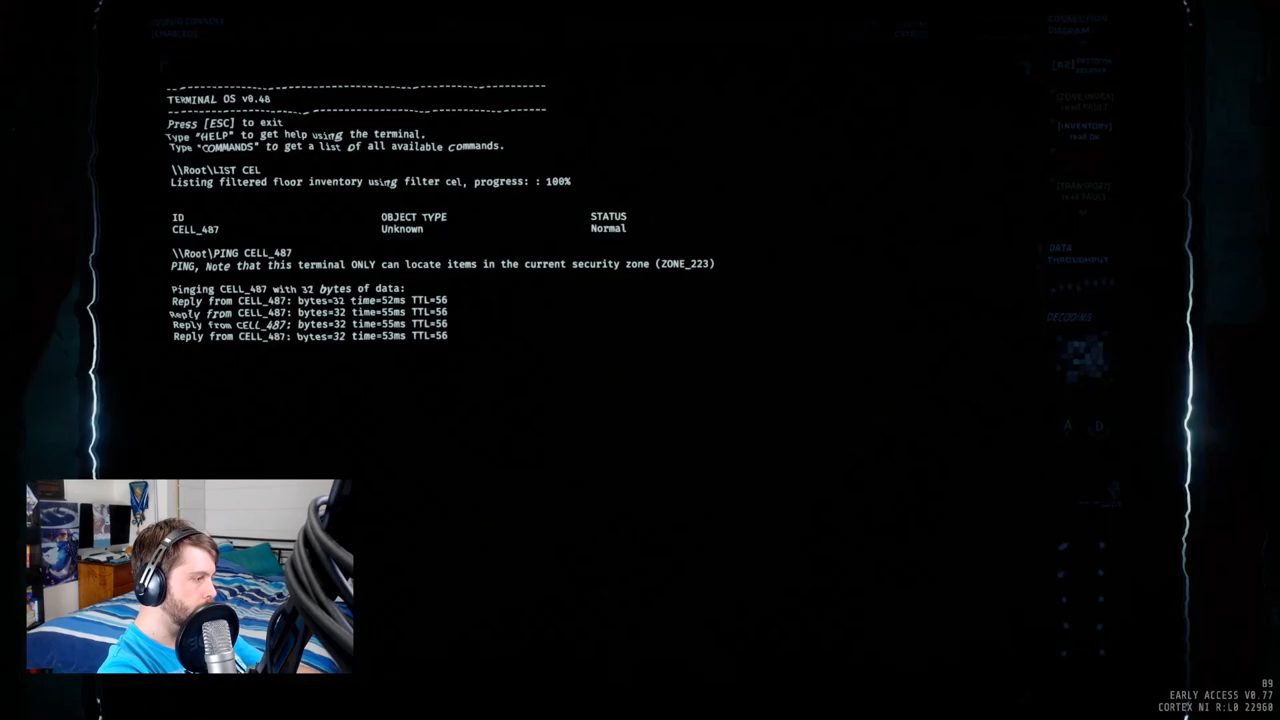 TERMINAL OS v0.48
Press [ESC] to exit
Type "HELP" to get help using the terminal.
Type "COMMANDS" to get a list of all available commands.
\\Root\LIST CEL
Listing filtered floor inventory using filter cel, progress: : 100%
ID OBJECT TYPE STATUS
CELL_487 Unknown Normal
\\Root\PING CELL_487
PING, Note that this terminal ONLY can locate items in the current security zone (ZONE_223)
Pinging CELL_487 with 32 bytes of data:
Reply from CELL_487: bytes=32 time=52ms TTL=56
Reply from CELL_487: bytes=32 time=55ms TTL=56
Reply from CELL_487: bytes=32 time=55ms TTL=56
Reply from CELL_487: bytes=32 time=53ms TTL=56
[INVENTORY]
DATA
THROUGHPUT
DECODING
A D
89
EARLY ACCESS V0.77
CORTEX NI R:L0 22960